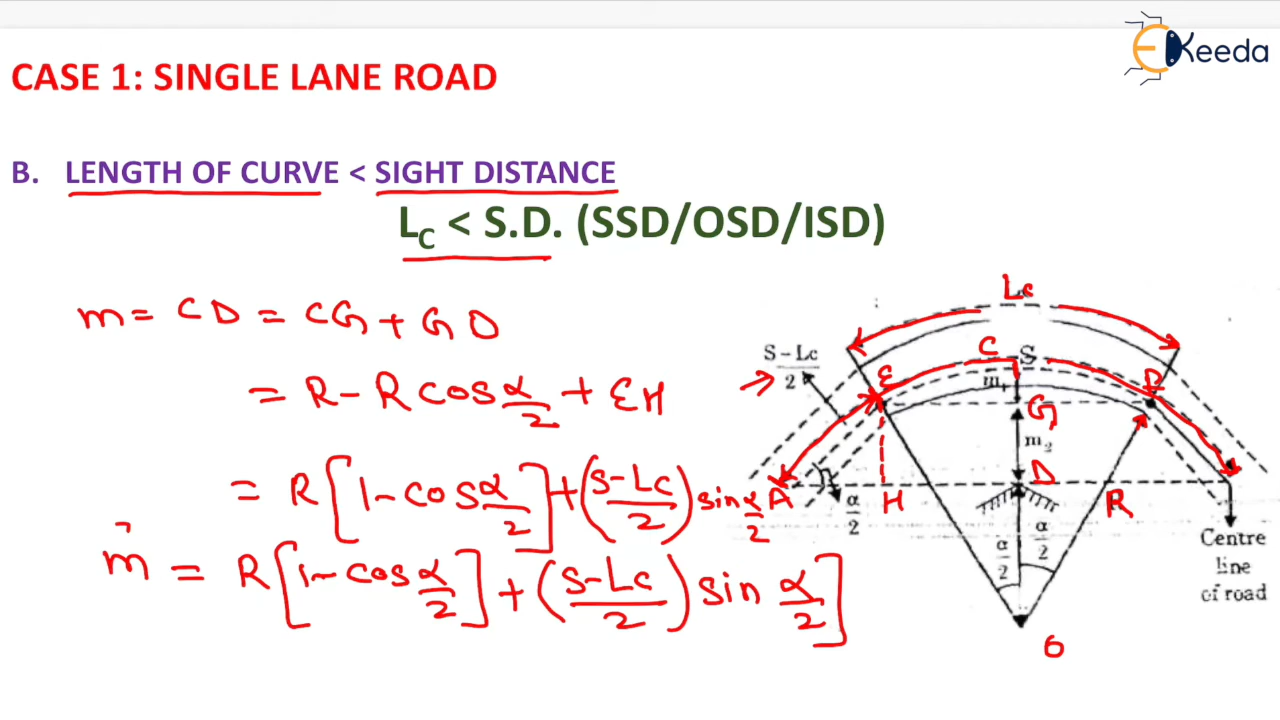 EKeeda
CASE 1: SINGLE LANE ROAD
B. LENGTH OF CURVE < SIGHT DISTANCE
L_C < S.D. (SSD/OSD/ISD)
m = CD = CG + GD
= R - R cos α/2 + EH
= R [1 - cos α/2] + (S-Lc/2) sin α/2
m = R [1 - cos α/2] + (S-Lc/2) sin α/2]
Lc
S-Lc
2
C
S
E
m₁
G
m₂
A
H
D
R
α
2
α
2
α
2
Centre
line
of road
O